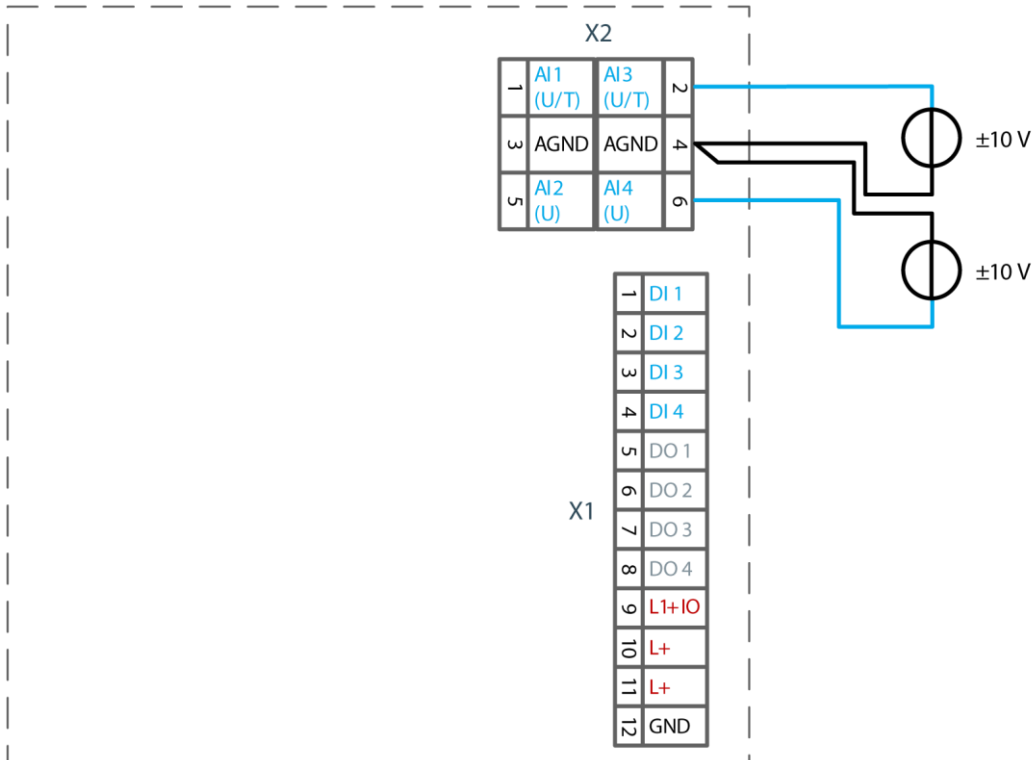 X2
1 AI1 (U/T) AI3 (U/T) 2
3 AGND AGND 4
5 AI2 (U) AI4 (U) 6
±10 V
±10 V
X1
1 DI 1
2 DI 2
3 DI 3
4 DI 4
5 DO 1
6 DO 2
7 DO 3
8 DO 4
9 L1+IO
10 L+
11 L+
12 GND